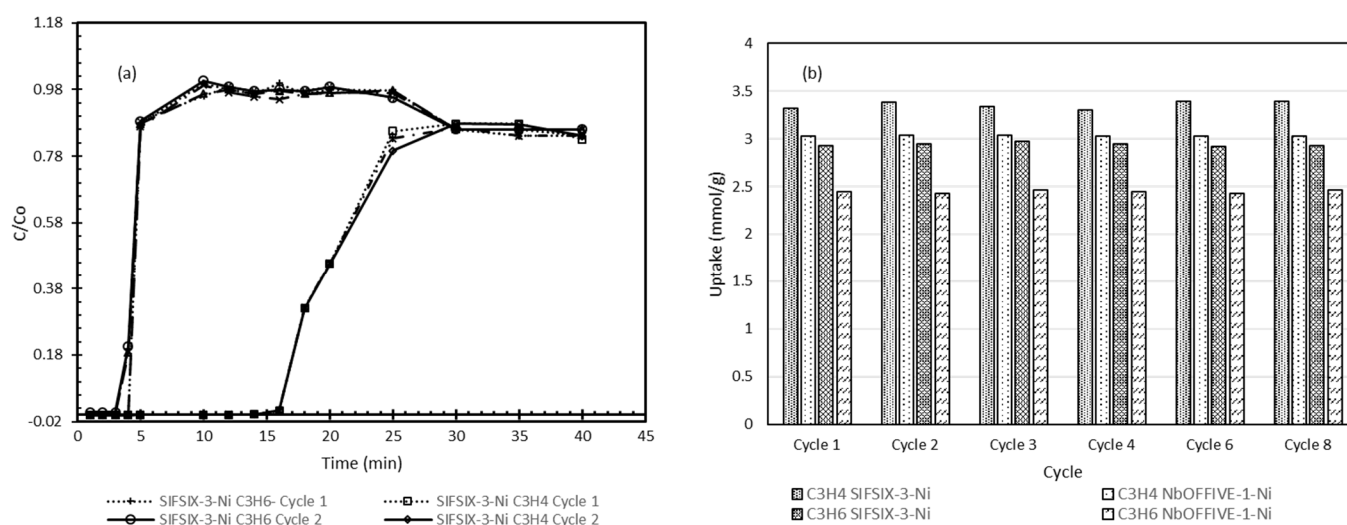 (a)
1.18
0.98
0.78
0.58
0.38
0.18
-0.02
C/Co
0 5 10 15 20 25 30 35 40 45
Time (min)
SIFSIX-3-Ni C3H6- Cycle 1
SIFSIX-3-Ni C3H4 Cycle 1
SIFSIX-3-Ni C3H6 Cycle 2
SIFSIX-3-Ni C3H4 Cycle 2
(b)
4
3.5
3
2.5
2
1.5
1
0.5
0
Uptake (mmol/g)
Cycle 1 Cycle 2 Cycle 3 Cycle 4 Cycle 6 Cycle 8
Cycle
C3H4 SIFSIX-3-Ni
C3H4 NbOFFIVE-1-Ni
C3H6 SIFSIX-3-Ni
C3H6 NbOFFIVE-1-Ni